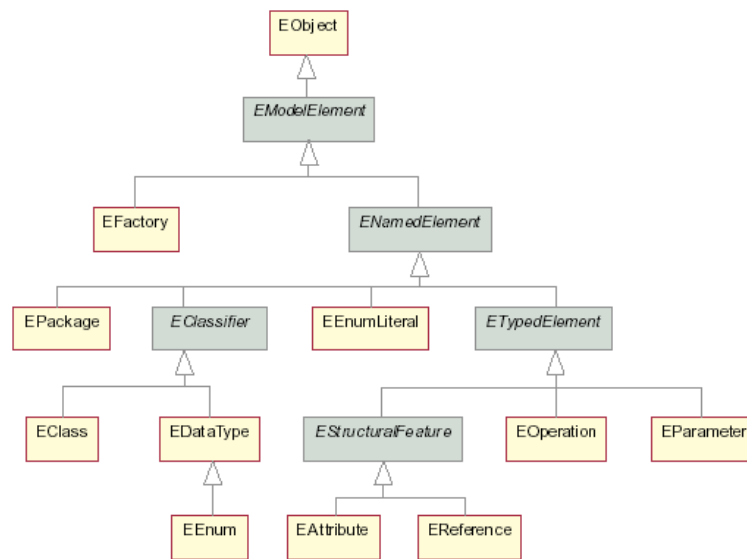 EObject
EModelElement
EFactory
ENamedElement
EPackage
EClassifier
EEnumLiteral
ETypedElement
EClass
EDataType
EStructuralFeature
EOperation
EParameter
EEnum
EAttribute
EReference